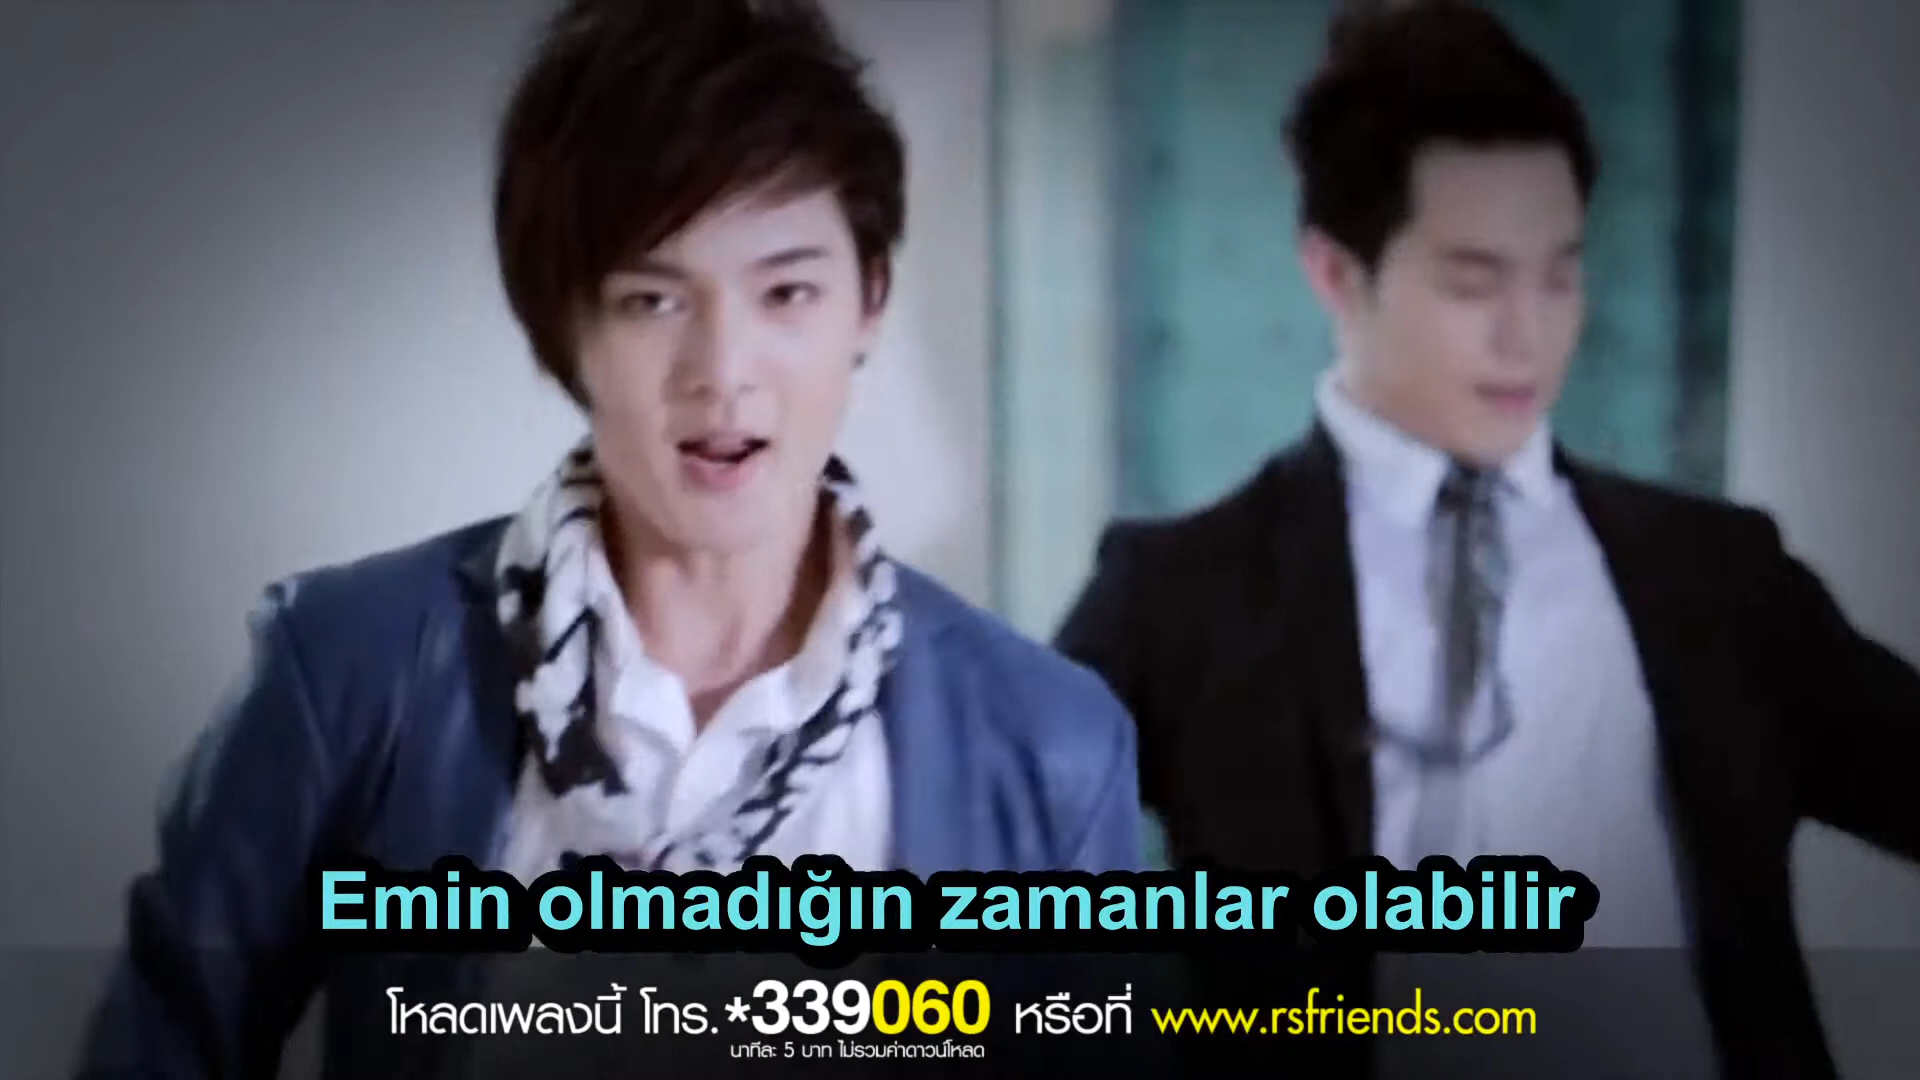 Emin olmadığın zamanlar olabilir
โหลดเพลงนี้ โทร.*339060 หรือที่ www.rsfriends.com
นาทีละ 5 บาท ไม่รวมค่าดาวน์โหลด